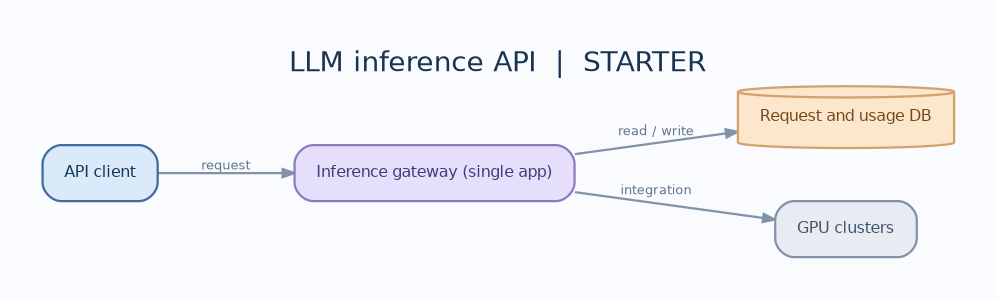 LLM inference API | STARTER
Request and usage DB
read / write
API client
request
Inference gateway (single app)
integration
GPU clusters